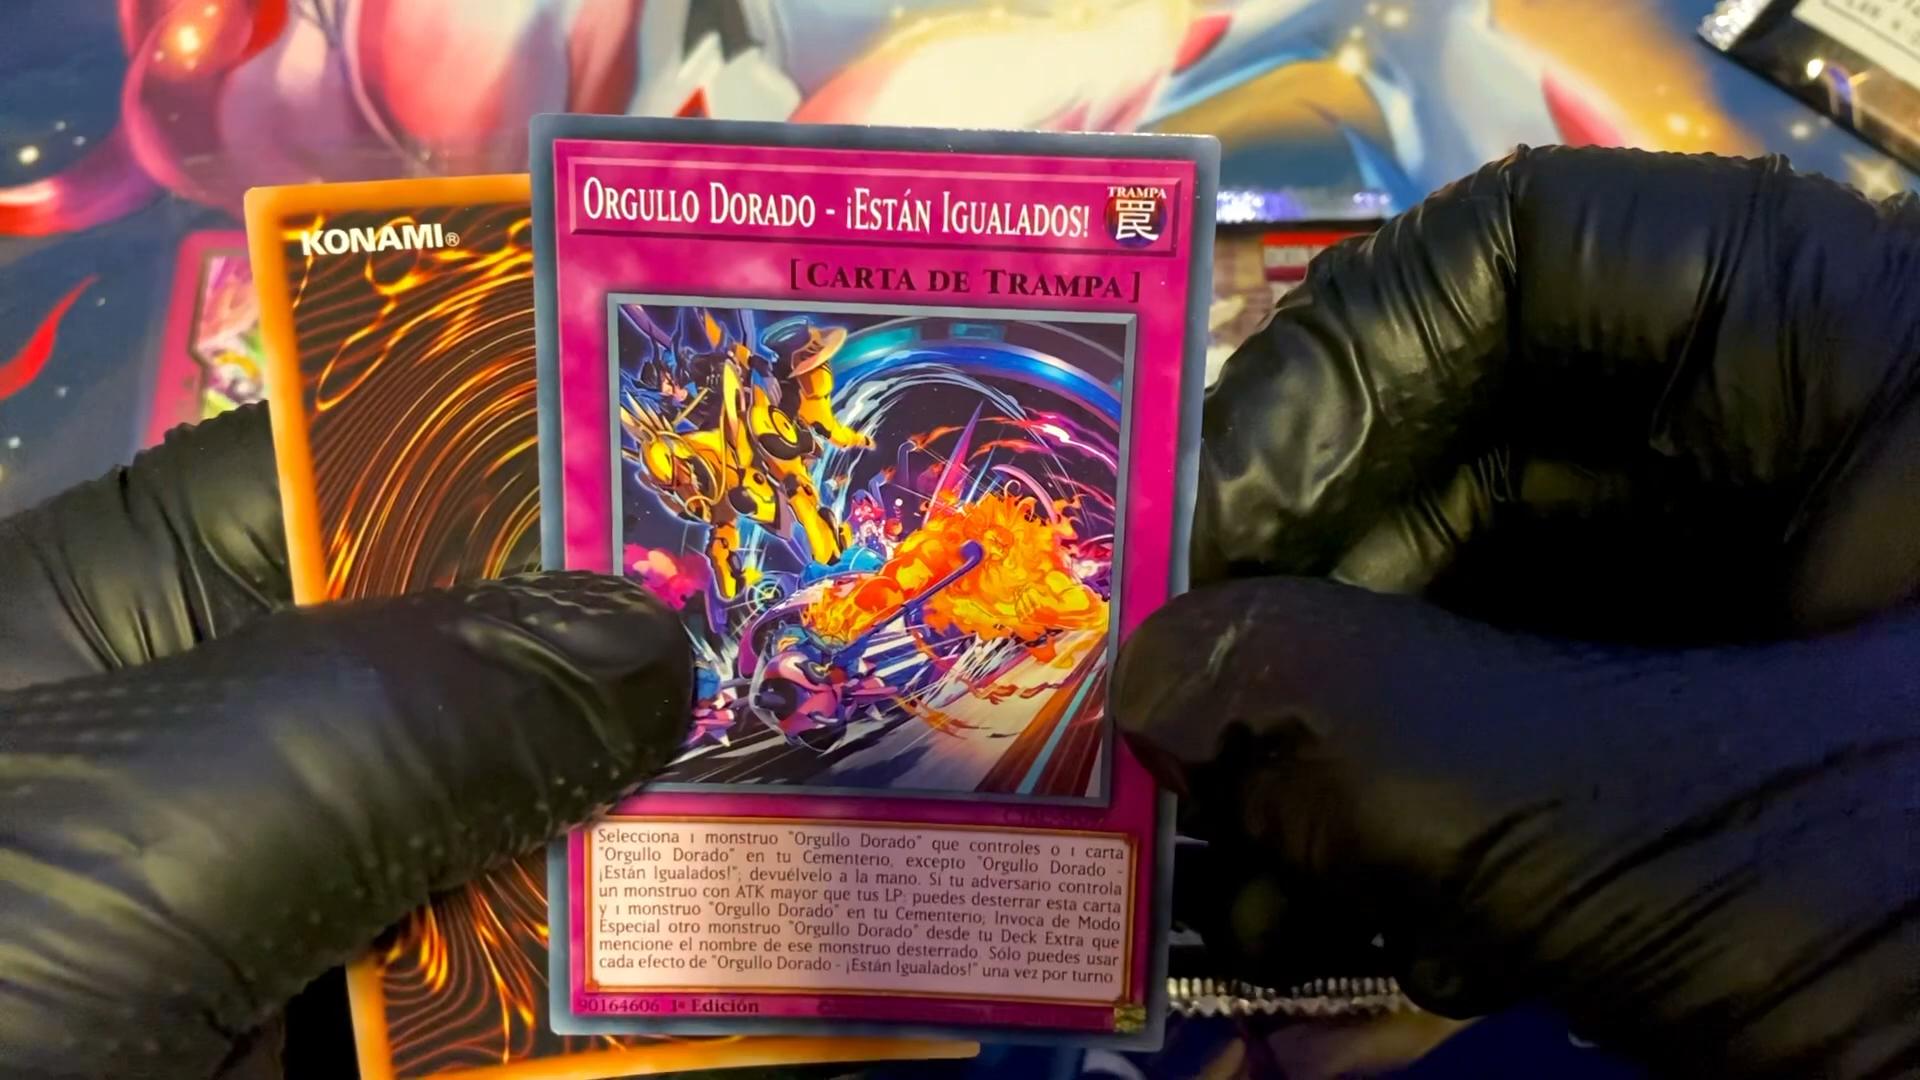 KONAMI®
ORGULLO DORADO - ¡ESTÁN IGUALADOS!
TRAMPA
罠
[CARTA DE TRAMPA]
Selecciona 1 monstruo "Orgullo Dorado" que controles o 1 carta
"Orgullo Dorado" en tu Cementerio, excepto "Orgullo Dorado -
¡Están Igualados!"; devuélvelo a la mano. Si tu adversario controla
un monstruo con ATK mayor que tus LP: puedes desterrar esta carta
y 1 monstruo "Orgullo Dorado" en tu Cementerio; Invoca de Modo
Especial otro monstruo "Orgullo Dorado" desde tu Deck Extra que
mencione el nombre de ese monstruo desterrado. Sólo puedes usar
cada efecto de "Orgullo Dorado - ¡Están Igualados!" una vez por turno
90164606 1ª Edición